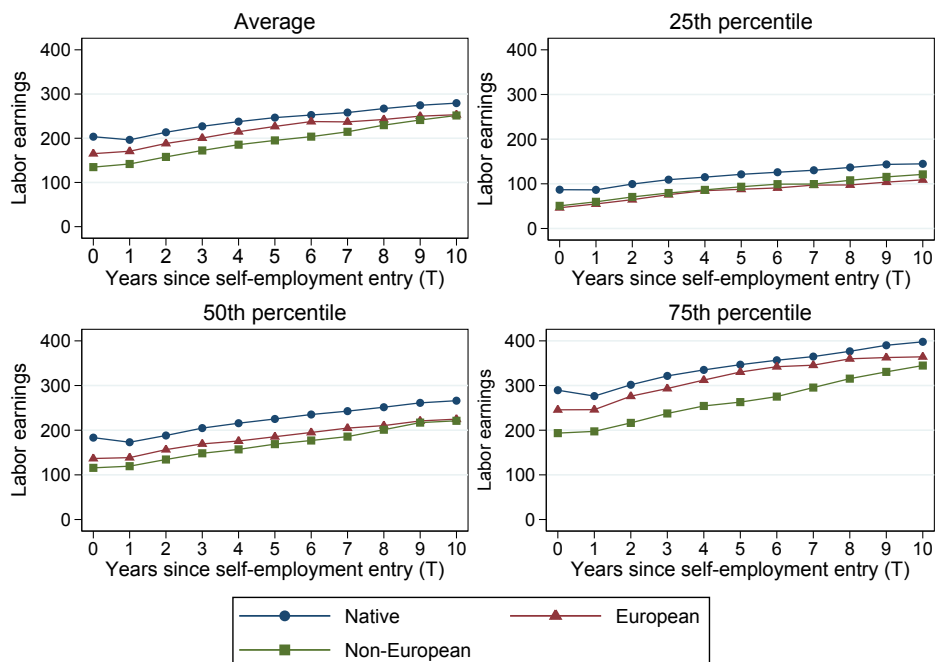 Average
Labor earnings
400
300
200
100
0
0 1 2 3 4 5 6 7 8 9 10
Years since self-employment entry (T)
25th percentile
Labor earnings
400
300
200
100
0
0 1 2 3 4 5 6 7 8 9 10
Years since self-employment entry (T)
50th percentile
Labor earnings
400
300
200
100
0
0 1 2 3 4 5 6 7 8 9 10
Years since self-employment entry (T)
75th percentile
Labor earnings
400
300
200
100
0
0 1 2 3 4 5 6 7 8 9 10
Years since self-employment entry (T)
Native
European
Non-European